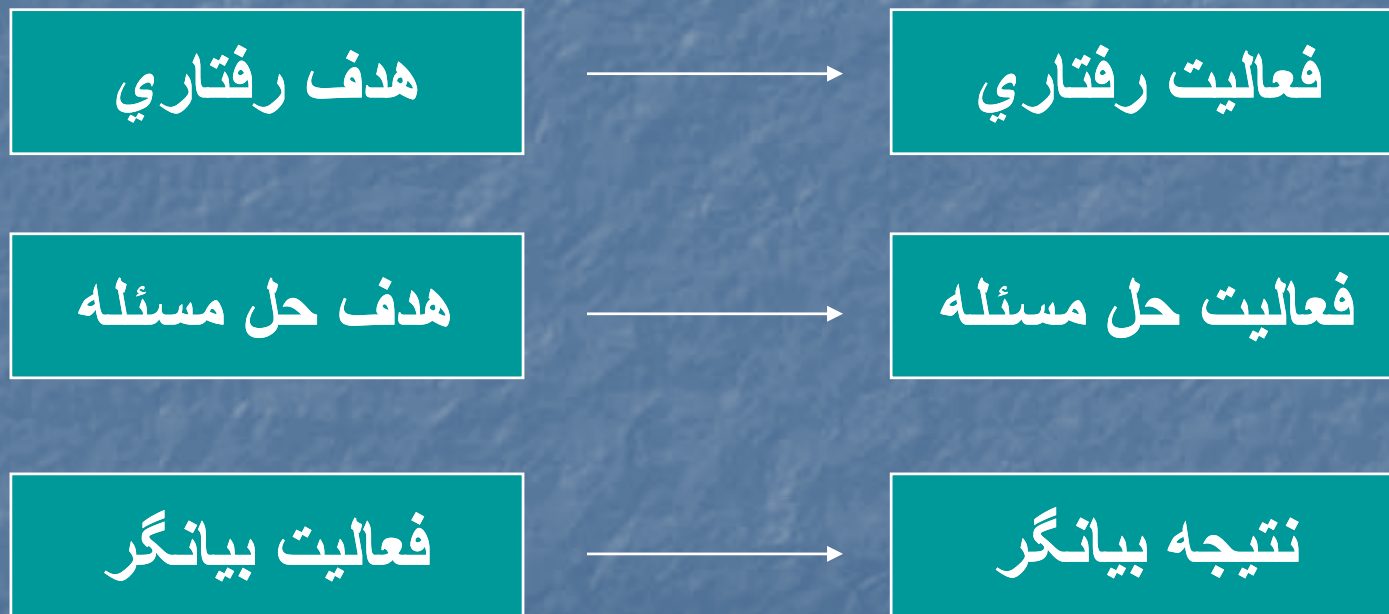 هدف رفتاري
فعاليت رفتاري
هدف حل مسئله
فعاليت حل مسئله
فعاليت بيانگر
نتيجه بيانگر